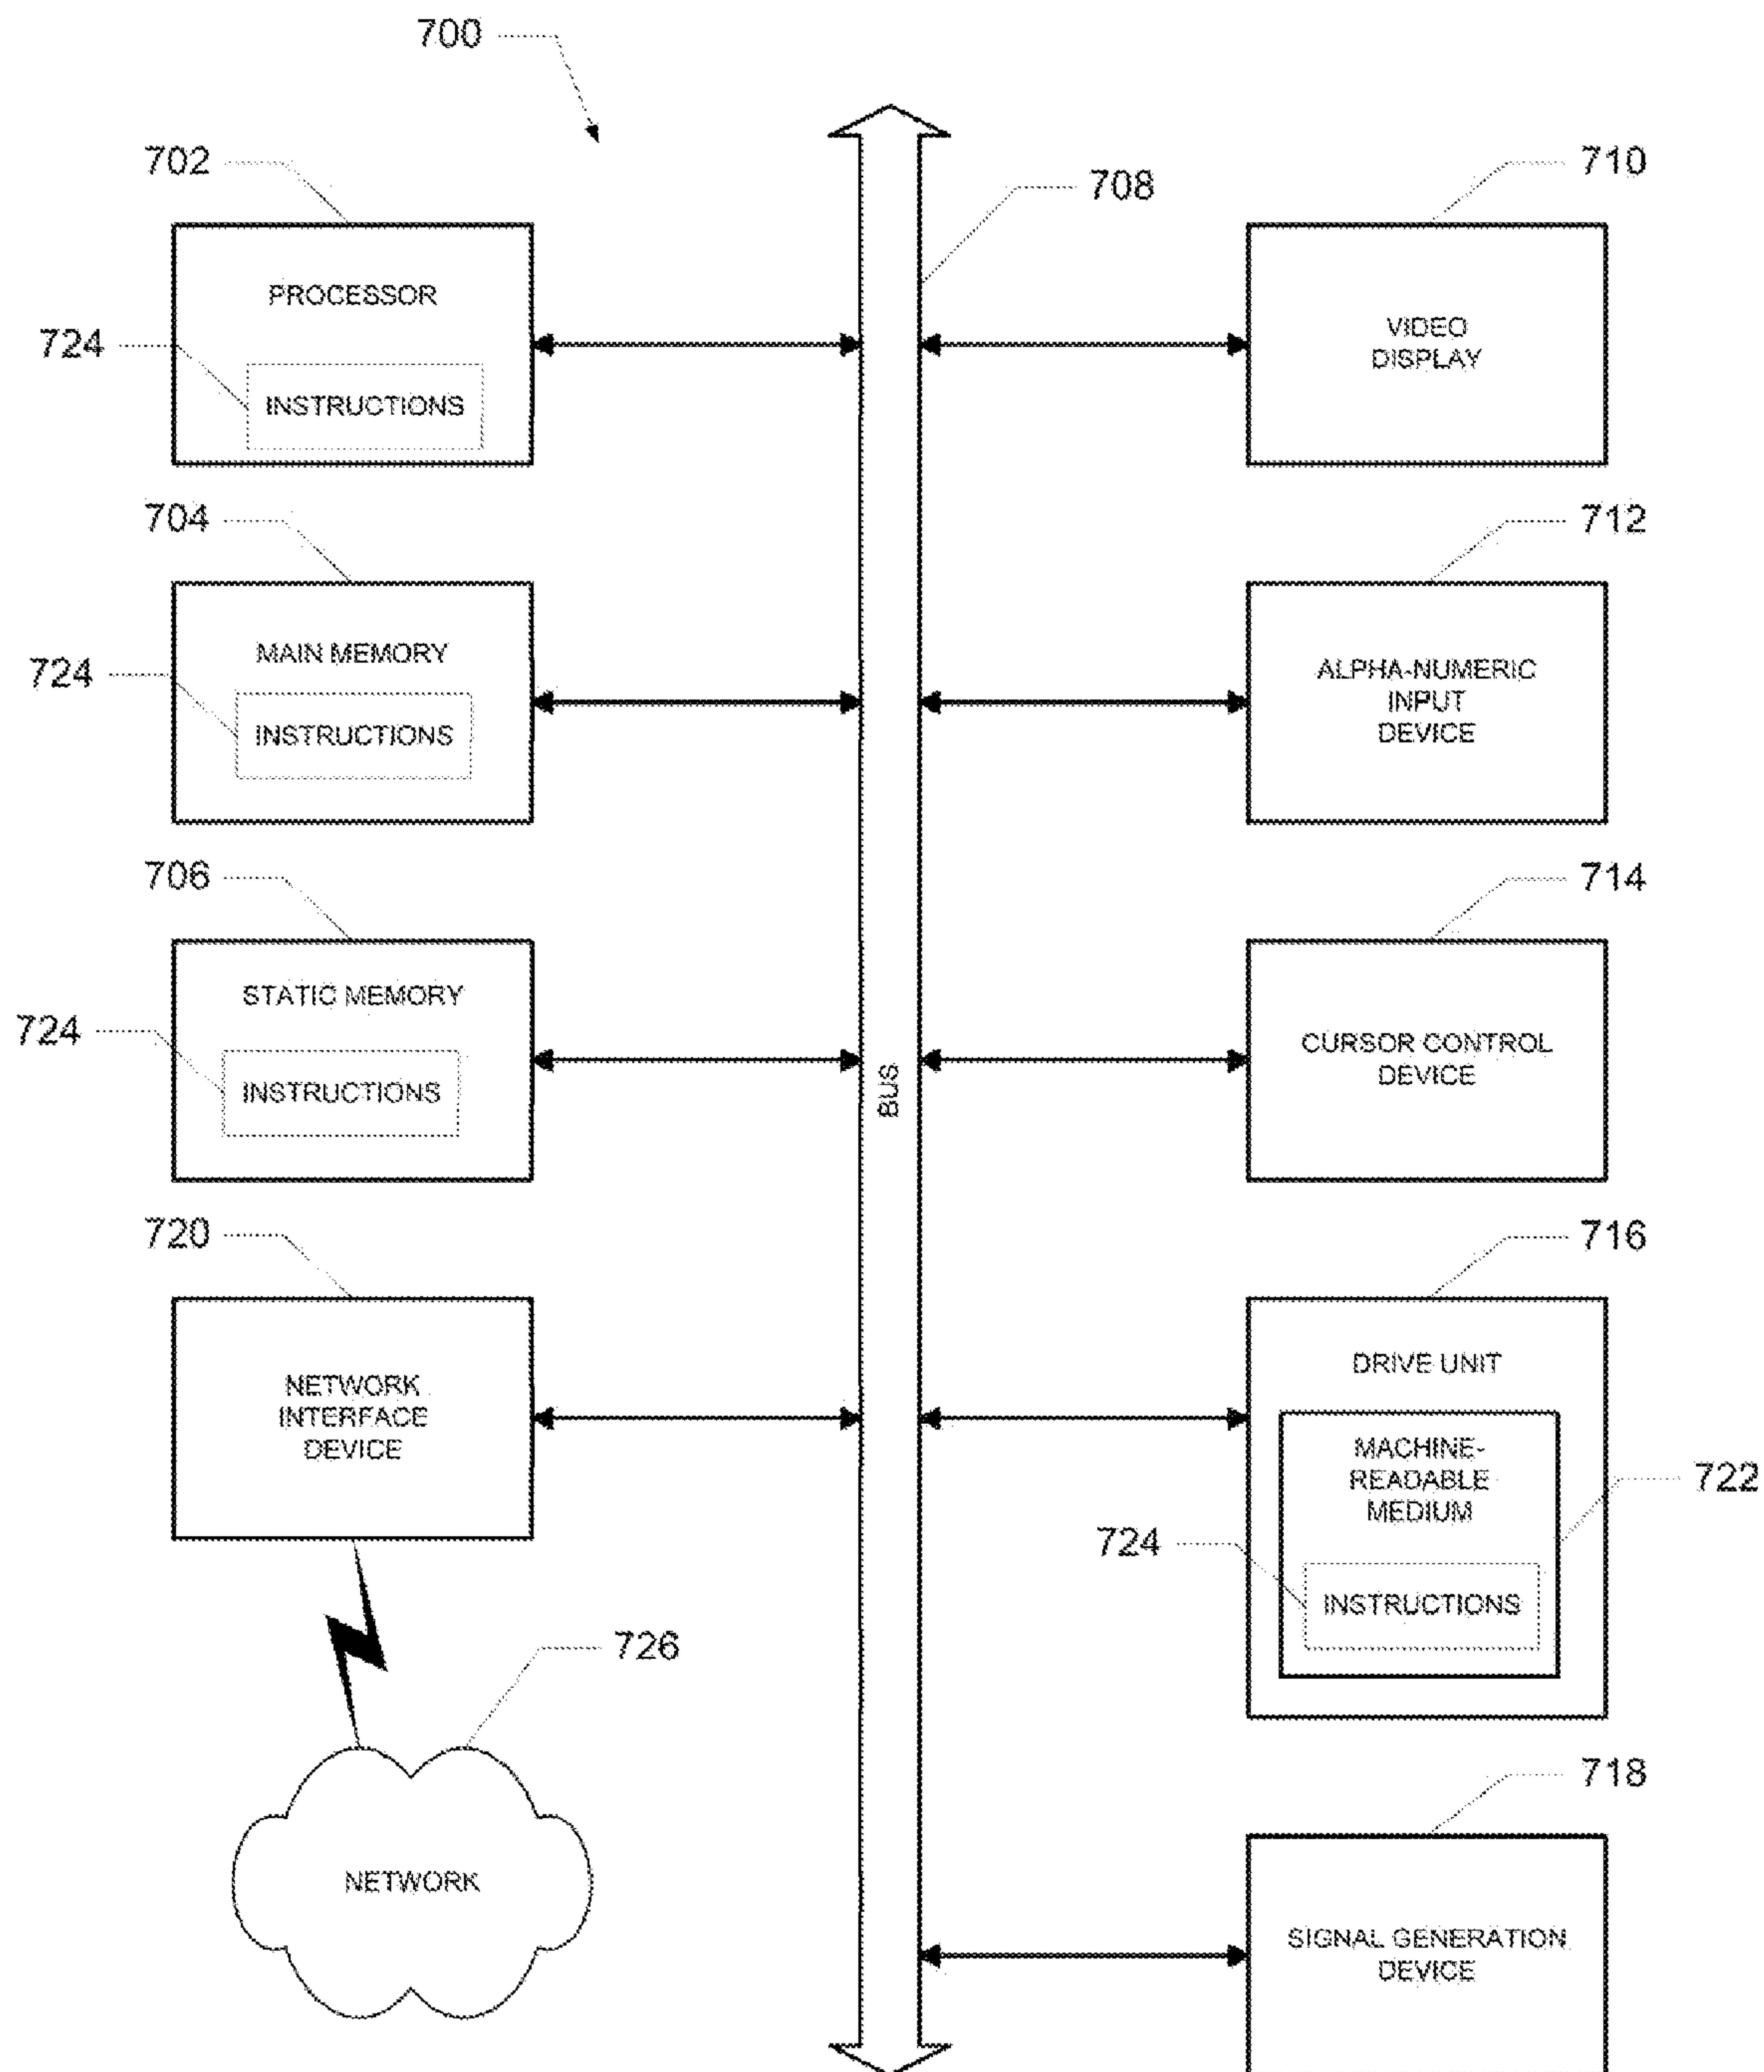 700
702
708
710
PROCESSOR
724
INSTRUCTIONS
VIDEO
DISPLAY
704
712
MAIN MEMORY
724
INSTRUCTIONS
ALPHA-NUMERIC
INPUT
DEVICE
706
714
STATIC MEMORY
724
INSTRUCTIONS
BUS
CURSOR CONTROL
DEVICE
720
716
NETWORK
INTERFACE
DEVICE
DRIVE UNIT
MACHINE-
READABLE
MEDIUM
722
724
INSTRUCTIONS
726
NETWORK
718
SIGNAL GENERATION
DEVICE